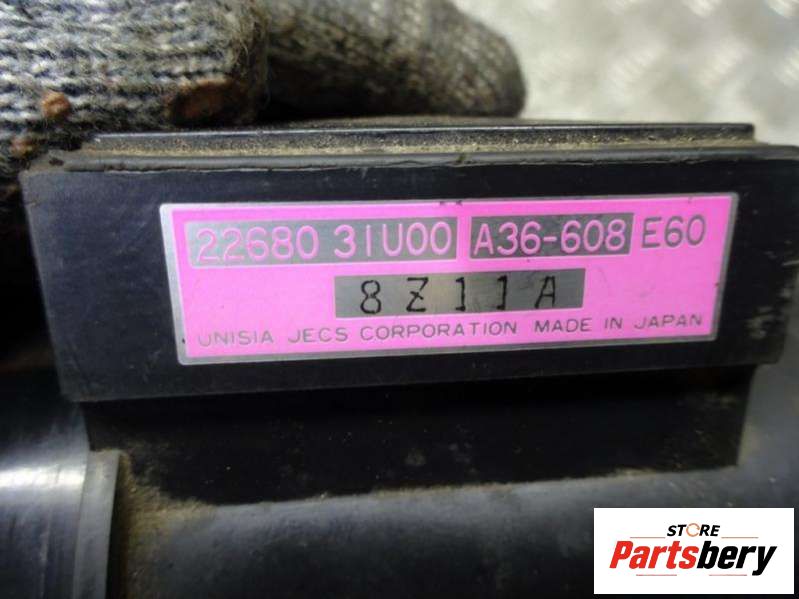 22680 31U00 A36-608 E60
8Z11A
UNISIA JECS CORPORATION MADE IN JAPAN
STORE
Partsbery